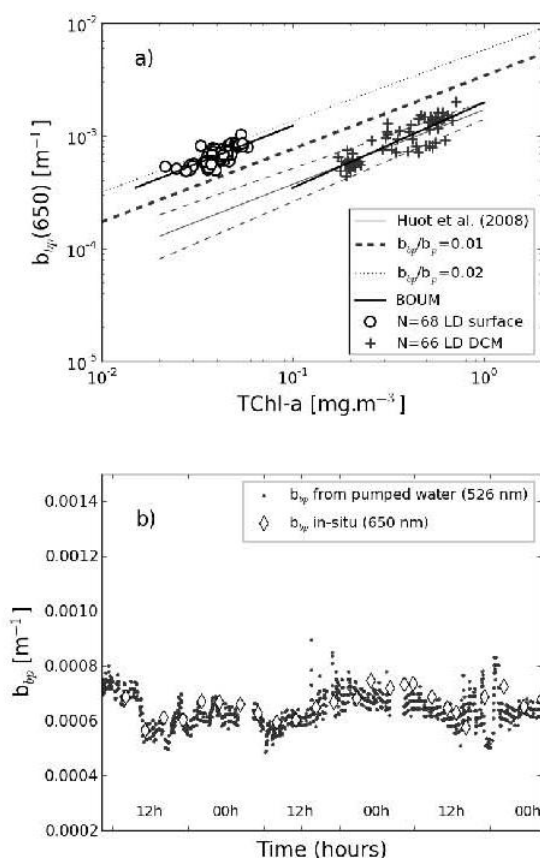 a)
10⁻²
10⁻³
10⁻⁴
10⁻⁵
b_bp(650) [m⁻¹]
Huot et al. (2008)
b_bp/b_p=0.01
b_bp/b_p=0.02
BOUM
N=68 LD surface
N=66 LD DCM
10⁻² 10⁻¹ 10⁰
TChl-a [mg.m⁻³]
b)
b_bp from pumped water (526 nm)
b_bp in-situ (650 nm)
0.0014
0.0012
0.0010
0.0008
0.0006
0.0004
0.0002
b_bp [m⁻¹]
12h 00h 12h 00h 12h 00h
Time (hours)